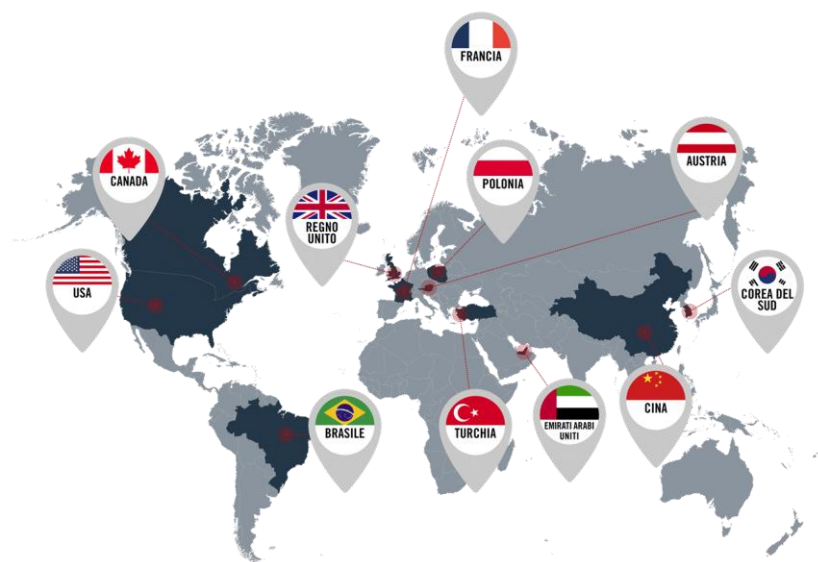 FRANCIA
CANADA
POLONIA
AUSTRIA
REGNO
UNITO
USA
COREA DEL
SUD
BRASILE
TURCHIA
EMIRATI ARABI
UNITI
CINA